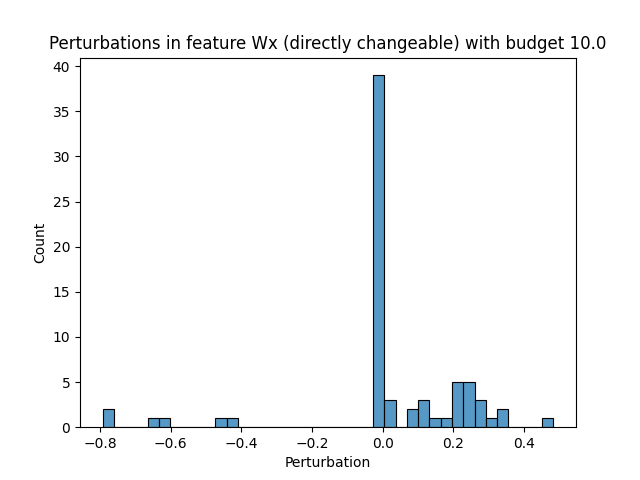 Perturbations in feature Wx (directly changeable) with budget 10.0
40
35
30
25
20
15
10
5
0
Count
−0.8 −0.6 −0.4 −0.2 0.0 0.2 0.4
Perturbation